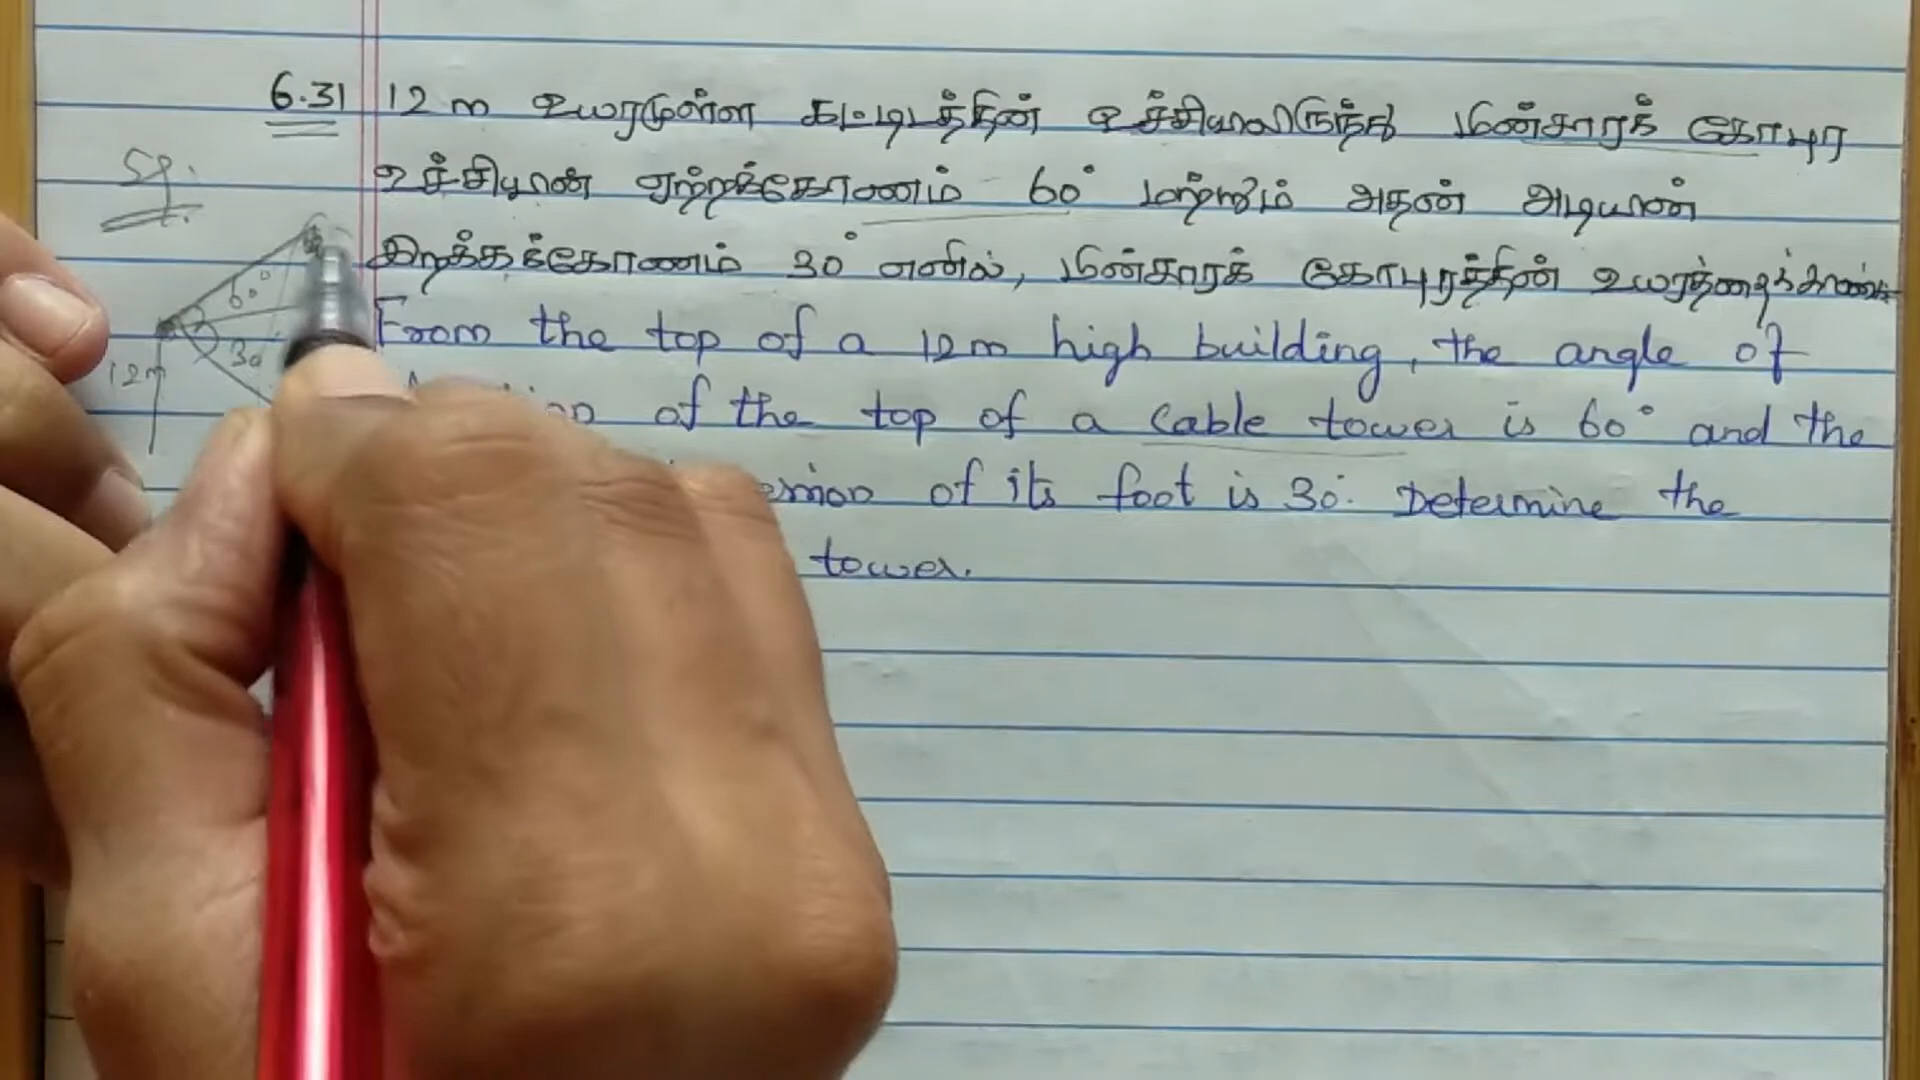 6.31 12 m உயரமுள்ள கட்டிடத்தின் உச்சியிலிருந்து மின்சாரக் கோபுர
உச்சியின் ஏற்றக்கோணம் 60° மற்றும் அதன் அடியின்
இறக்கக்கோணம் 30° எனில், மின்சாரக் கோபுரத்தின் உயரத்தைக்காண்க
60°
From the top of a 12m high building, the angle of
30
12m
of the top of a cable tower is 60° and the
of its foot is 30°. Determine the
tower.